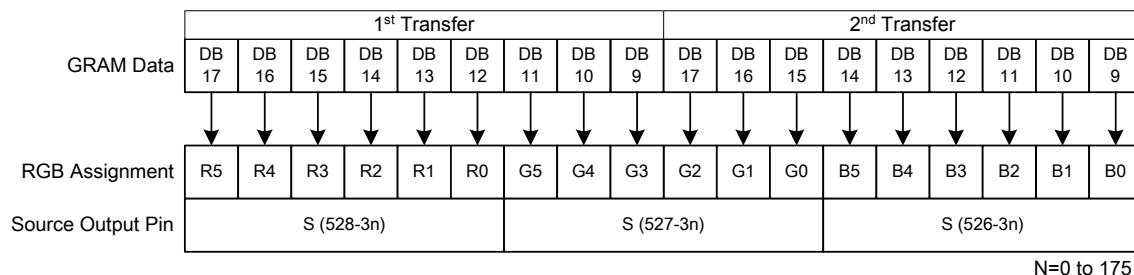 1st Transfer 2nd Transfer
GRAM Data DB 17 DB 16 DB 15 DB 14 DB 13 DB 12 DB 11 DB 10 DB 9 DB 17 DB 16 DB 15 DB 14 DB 13 DB 12 DB 11 DB 10 DB 9
RGB Assignment R5 R4 R3 R2 R1 R0 G5 G4 G3 G2 G1 G0 B5 B4 B3 B2 B1 B0
Source Output Pin S (528-3n) S (527-3n) S (526-3n)
N=0 to 175